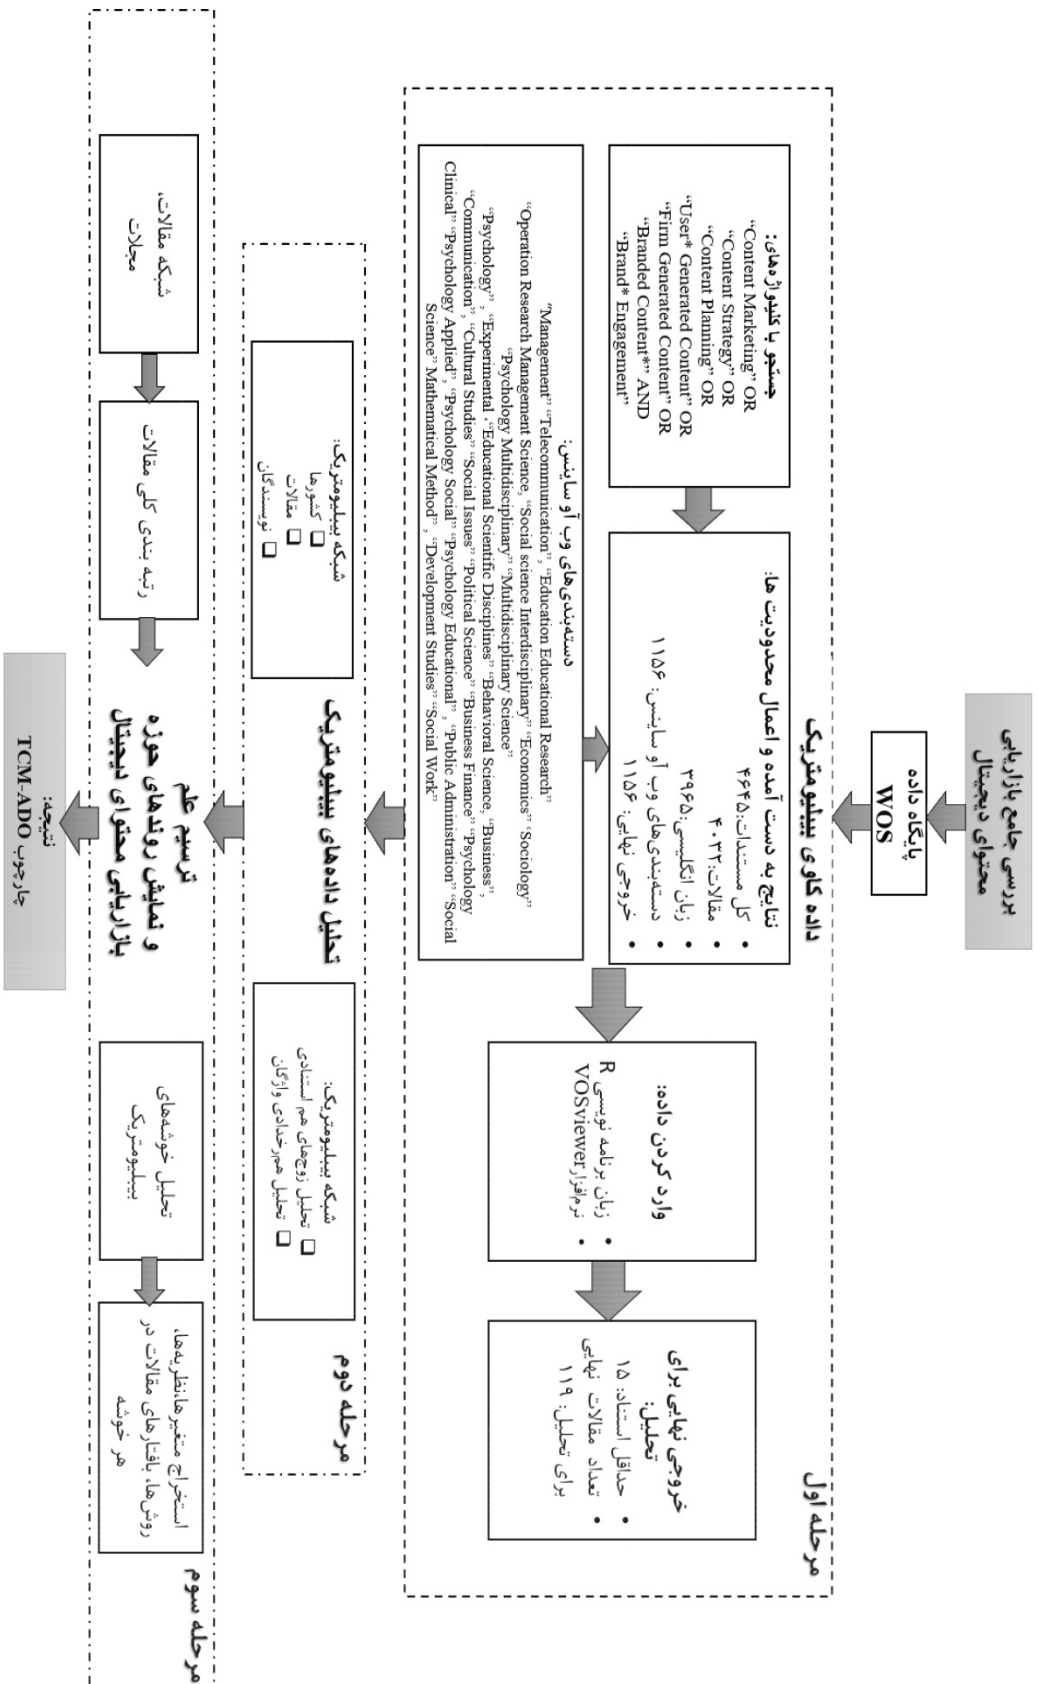 بررسی جامع بازاریابی
محتوای دیجیتال
پایگاه داده
WOS
داده کاوی بیبلیومتریک
مرحله اول
جستجو با کلیدواژه‌های:
“Content Marketing” OR
“Content Strategy” OR
“Content Planning” OR
“User* Generated Content” OR
“Firm Generated Content” OR
“Branded Content*” AND
“Brand* Engagement”
نتایج به دست آمده و اعمال محدودیت ها:
• کل مستندات:۴۶۴۵
• مقالات:۴۰۳۲
• زبان انگلیسی:۳۹۶۵
• دسته‌بندی‌های وب آو ساینس: ۱۱۵۶
• خروجی نهایی: ۱۱۵۶
دسته‌بندی‌های وب آو ساینس:
“Management” “Telecommunication”, “Education Educational Research”
“Operation Research Management Science, “Social science Interdisciplinary” “Economics” “Sociology”
“Psychology Multidisciplinary” “Multidisciplinary Science”
“Psychology”, “Experimental ,“Educational Scientific Disciplines” “Behavioral Science, “Business”,
“Communication”, “Cultural Studies” “Social Issues” “Political Science” “Business Finance” “Psychology
Clinical” “Psychology Applied”, “Psychology Social” “Psychology Educational”, “Public Administration” “Social
Science” Mathematical Method”, “Development Studies” “Social Work”
وارد کردن داده:
• زبان برنامه نویسی R
• نرم‌افزارVOSviewer
خروجی نهایی برای
تحلیل:
• حداقل استناد: ۱۵
• تعداد مقالات نهایی
برای تحلیل: ۱۱۹
تحلیل داده‌های بیبلیومتریک
مرحله دوم
شبکه بیبلیومتریک:
❑ کشورها
❑ مقالات
❑ نویسندگان
شبکه بیبلیومتریک:
❑ تحلیل زوج‌های هم استنادی
❑ تحلیل هم‌رخدادی واژگان
ترسیم علم
و نمایش روندهای حوزه
بازاریابی محتوای دیجیتال
مرحله سوم
شبکه مقالات،
مجلات
رتبه بندی کلی مقالات
تحلیل خوشه‌های
بیبلیومتریک
استخراج متغیرها،نظریه‌ها،
روش‌ها، بافتارهای مقالات در
هر خوشه
نتیجه:
چارچوب TCM-ADO